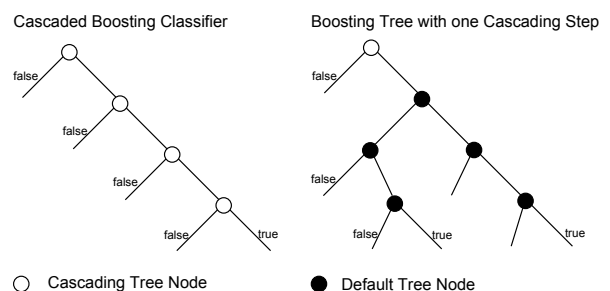 Cascaded Boosting Classifier
false
false
false
false
true
Cascading Tree Node
Boosting Tree with one Cascading Step
false
false
false
true
true
Default Tree Node